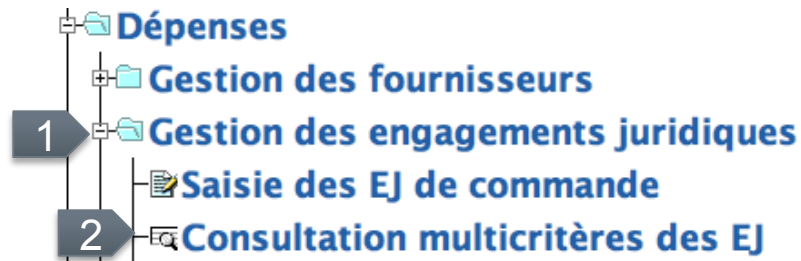 Dépenses
Gestion des fournisseurs
1 Gestion des engagements juridiques
Saisie des EJ de commande
2 Consultation multicritères des EJ